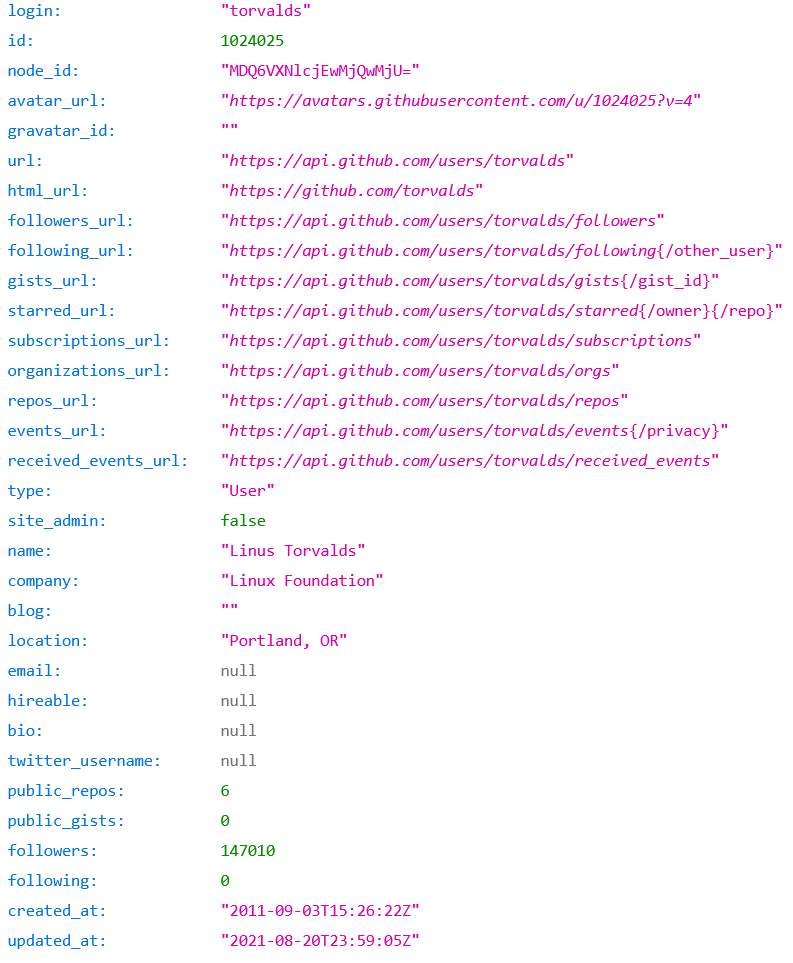 login: "torvalds"
id: 1024025
node_id: "MDQ6VXNlcjEwMjQwMjU="
avatar_url: "https://avatars.githubusercontent.com/u/1024025?v=4"
gravatar_id: ""
url: "https://api.github.com/users/torvalds"
html_url: "https://github.com/torvalds"
followers_url: "https://api.github.com/users/torvalds/followers"
following_url: "https://api.github.com/users/torvalds/following{/other_user}"
gists_url: "https://api.github.com/users/torvalds/gists{/gist_id}"
starred_url: "https://api.github.com/users/torvalds/starred{/owner}{/repo}"
subscriptions_url: "https://api.github.com/users/torvalds/subscriptions"
organizations_url: "https://api.github.com/users/torvalds/orgs"
repos_url: "https://api.github.com/users/torvalds/repos"
events_url: "https://api.github.com/users/torvalds/events{/privacy}"
received_events_url: "https://api.github.com/users/torvalds/received_events"
type: "User"
site_admin: false
name: "Linus Torvalds"
company: "Linux Foundation"
blog: ""
location: "Portland, OR"
email: null
hireable: null
bio: null
twitter_username: null
public_repos: 6
public_gists: 0
followers: 147010
following: 0
created_at: "2011-09-03T15:26:22Z"
updated_at: "2021-08-20T23:59:05Z"